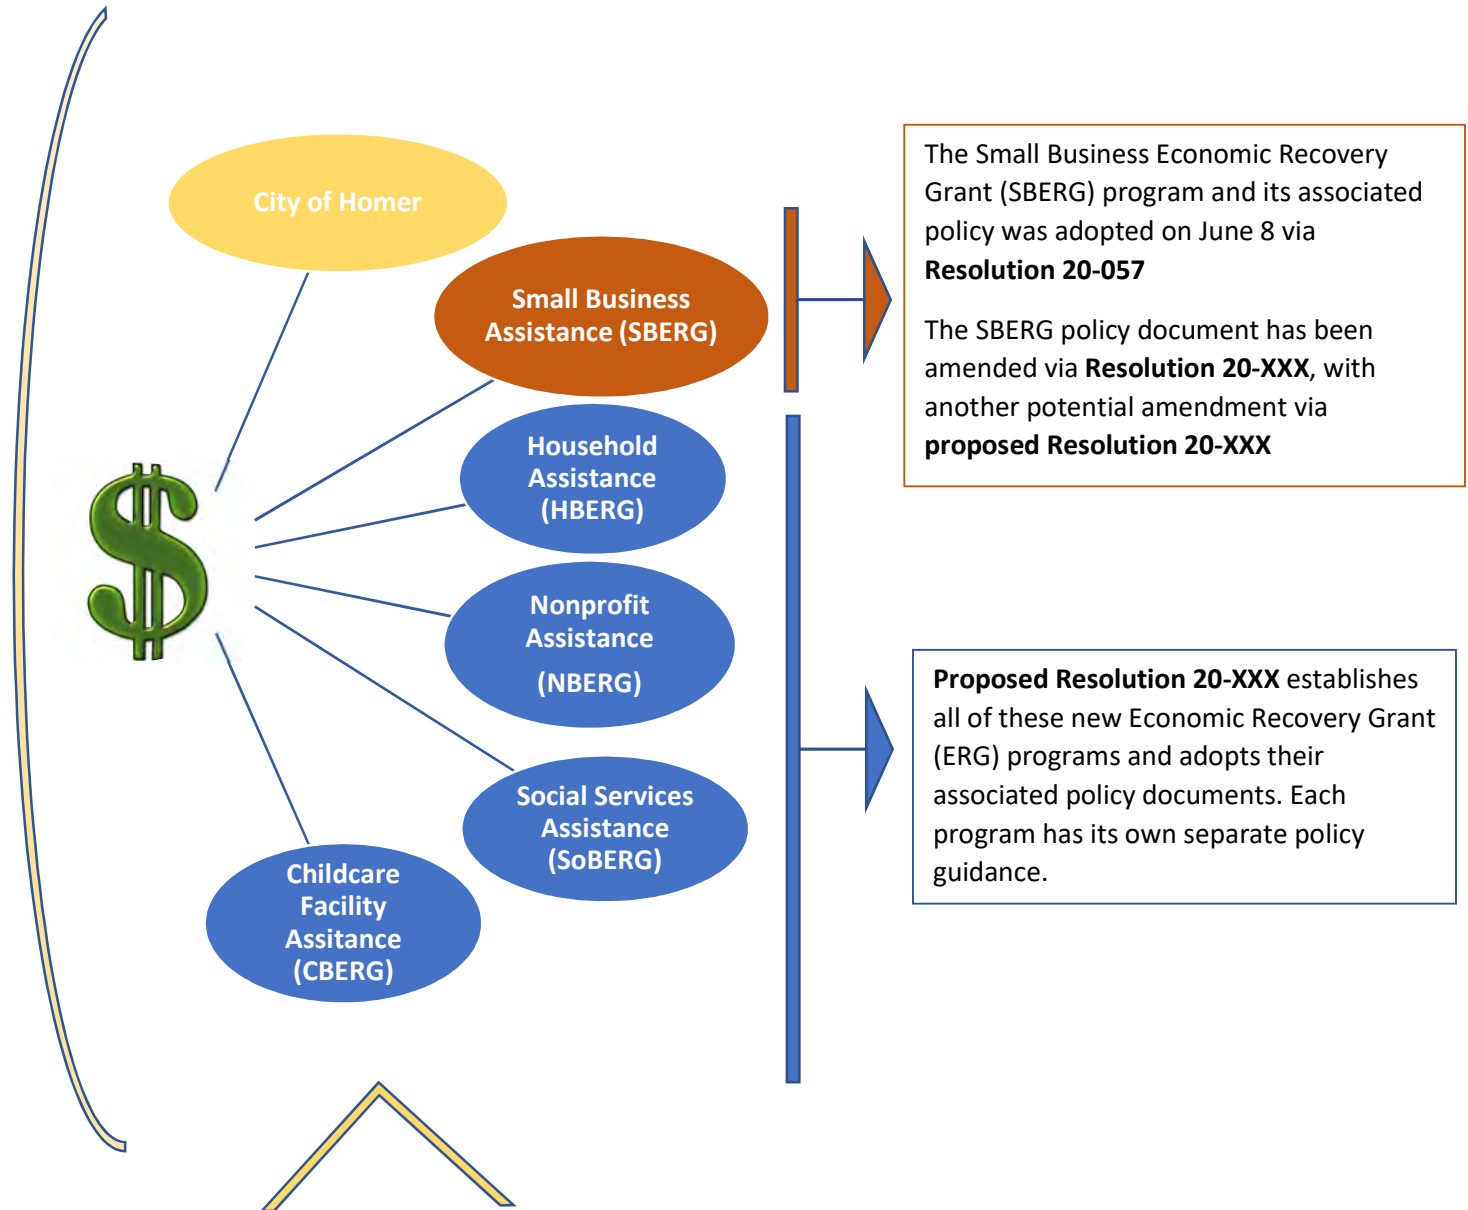 City of Homer
Small Business
Assistance (SBERG)
Household
Assistance
(HBERG)
Nonprofit
Assistance
(NBERG)
Social Services
Assistance
(SoBERG)
Childcare
Facility
Assitance
(CBERG)
The Small Business Economic Recovery
Grant (SBERG) program and its associated
policy was adopted on June 8 via
Resolution 20-057
The SBERG policy document has been
amended via Resolution 20-XXX, with
another potential amendment via
proposed Resolution 20-XXX
Proposed Resolution 20-XXX establishes
all of these new Economic Recovery Grant
(ERG) programs and adopts their
associated policy documents. Each
program has its own separate policy
guidance.